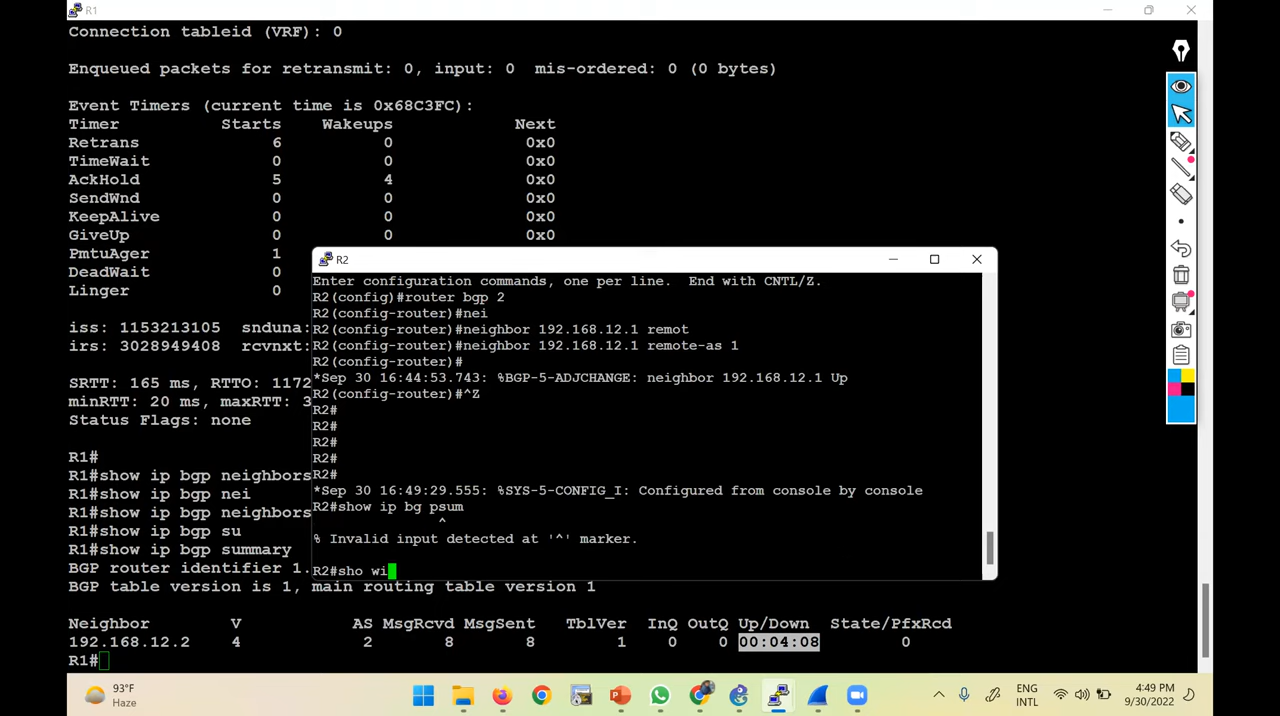 R1
Connection tableid (VRF): 0
Enqueued packets for retransmit: 0, input: 0  mis-ordered: 0 (0 bytes)
Event Timers (current time is 0x68C3FC):
Timer          Starts    Wakeups            Next
Retrans             6          0             0x0
TimeWait            0          0             0x0
AckHold             5          4             0x0
SendWnd             0          0             0x0
KeepAlive           0          0             0x0
GiveUp              0          0             0x0
PmtuAger            1
DeadWait            0
Linger              0
iss: 1153213105  snduna:
irs: 3028949408  rcvnxt:
SRTT: 165 ms, RTTO: 1172
minRTT: 20 ms, maxRTT: 3
Status Flags: none
R1#
R1#show ip bgp neighbors
R1#show ip bgp nei
R1#show ip bgp neighbors
R1#show ip bgp su
R1#show ip bgp summary
BGP router identifier 1.
BGP table version is 1, main routing table version 1
Neighbor        V           AS MsgRcvd MsgSent   TblVer  InQ OutQ Up/Down  State/PfxRcd
192.168.12.2    4            2       8       8        1    0    0 00:04:08        0
R1#
R2
Enter configuration commands, one per line.  End with CNTL/Z.
R2(config)#router bgp 2
R2(config-router)#nei
R2(config-router)#neighbor 192.168.12.1 remot
R2(config-router)#neighbor 192.168.12.1 remote-as 1
R2(config-router)#
*Sep 30 16:44:53.743: %BGP-5-ADJCHANGE: neighbor 192.168.12.1 Up
R2(config-router)#^Z
R2#
R2#
R2#
R2#
R2#
*Sep 30 16:49:29.555: %SYS-5-CONFIG_I: Configured from console by console
R2#show ip bg psum
^
% Invalid input detected at '^' marker.
R2#sho wi
93°F
Haze
ENG
INTL
4:49 PM
9/30/2022